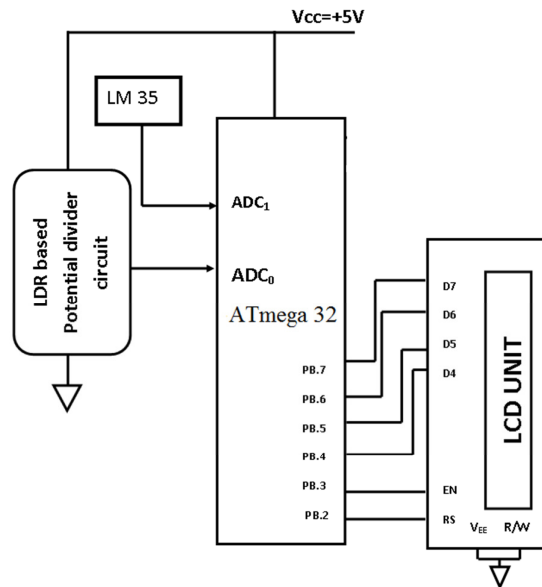 Vcc=+5V
LM 35
LDR based
Potential divider
circuit
ADC₁
ADC₀
ATmega 32
PB.7
PB.6
PB.5
PB.4
PB.3
PB.2
D7
D6
D5
D4
EN
RS
LCD UNIT
VEE R/W